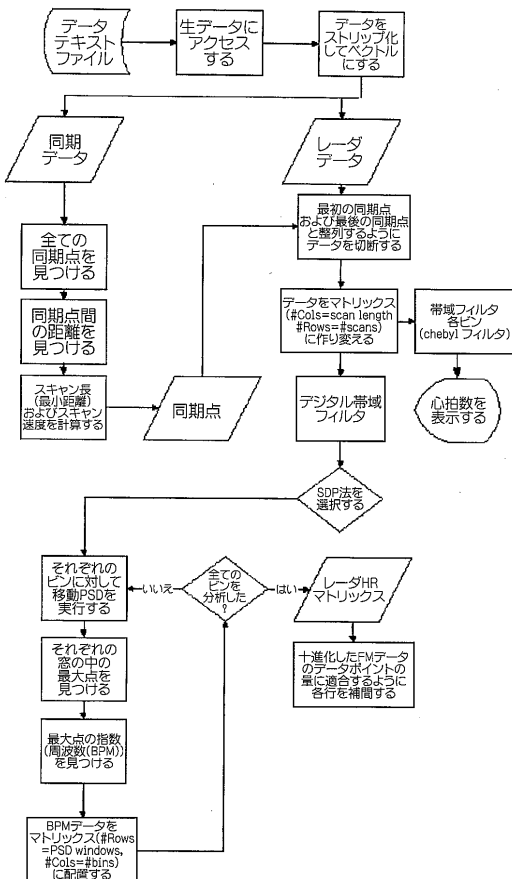 データ
テキスト
ファイル
生データに
アクセス
する
データを
ストリップ化
してベクトル
にする
同期
データ
レーダ
データ
全ての
同期点を
見つける
同期点間
の距離を
見つける
スキャン長
(最小距離)
およびスキャン
速度を計算する
同期点
最初の同期点
および最後の同期点
と整列するように
データを切断する
データをマトリックス
(#Cols=scan length
#Rows=#scans)
に作り変える
帯域フィルタ
各ビン
(chebyl フィルタ)
デジタル帯域
フィルタ
心拍数を
表示する
SDP法を
選択する
それぞれの
ビンに対して
移動PSDを
実行する
いいえ
全ての
ビンを
分析した
?
はい
レーダHR
マトリックス
それぞれの
窓の中の
最大点を
見つける
十進化したFMデータ
のデータポイントの
量に適合するように
各行を補間する
最大点の指数
(周波数(BPM))
を見つける
BPMデータを
マトリックス(#Rows
=PSD windows,
#Cols=#bins)
に配置する